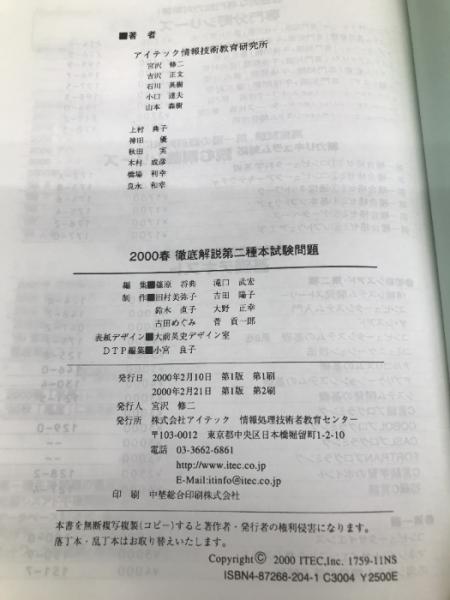 ■著 者
アイテック情報技術教育研究所
宮沢 修二
吉沢 正文
石川 英樹
小口 達夫
山本 森樹
上村 典子
神田 優
秋田 実
木村 成彦
橋場 利幸
良永 和幸
2000春 徹底解説第二種本試験問題
編 集■篠原 将典 滝口 武宏
制 作■田村美弥子 吉田 陽子
鈴木 直子 大野 正幸
古田めぐみ 菅 貢一郎
表紙デザイン■大前英史デザイン室
DTP編集■小宮 良子
発行日 2000年2月10日 第1版 第1刷
2000年2月21日 第1版 第2刷
発行人 宮沢 修二
発行所 株式会社アイテック 情報処理技術者教育センター
〒103-0012 東京都中央区日本橋堀留町1-2-10
電話 03-3662-6861
http://www.itec.co.jp
E-Mail:itinfo@itec.co.jp
印 刷 中埜総合印刷株式会社
本書を無断複写複製(コピー)すると著作者・発行者の権利侵害になります。
落丁本・乱丁本はお取り替えいたします。
Copyright© 2000 ITEC,Inc. 1759-11NS
ISBN4-87268-204-1 C3004 Y2500E